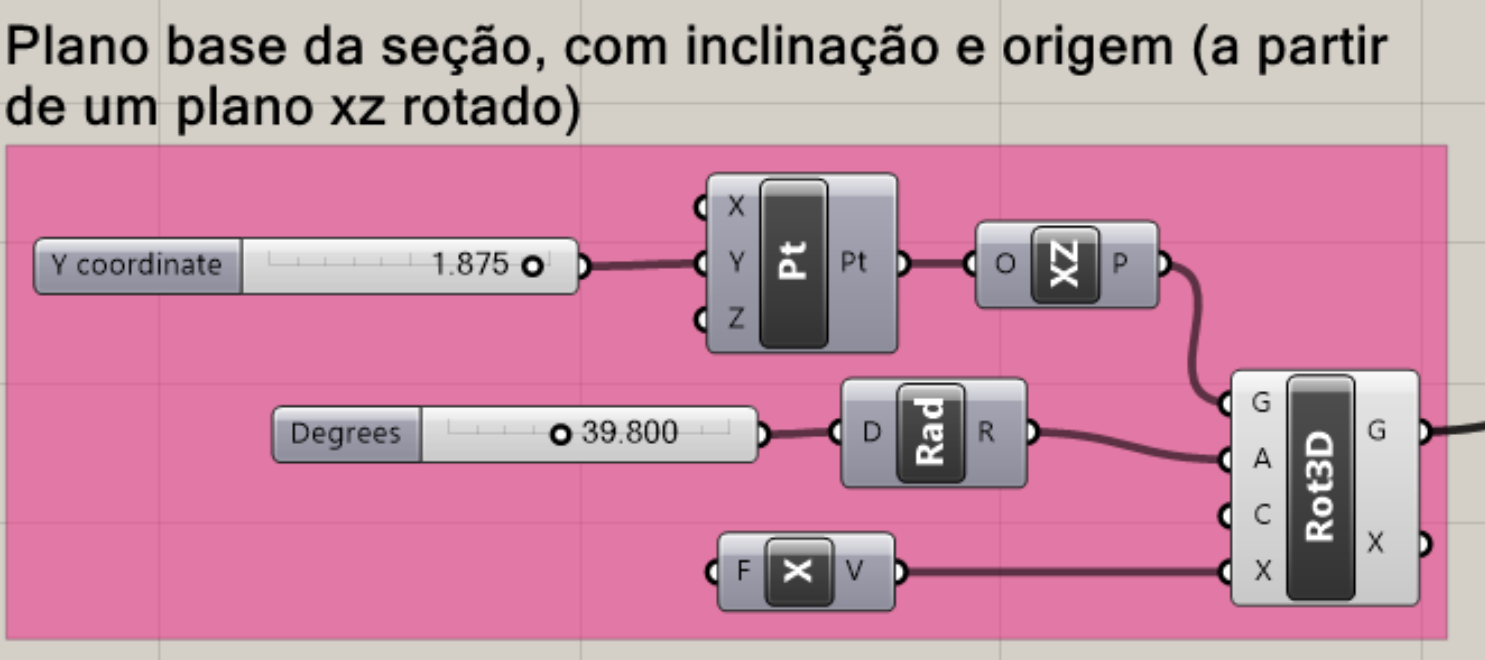 Plano base da seção, com inclinação e origem (a partir
de um plano xz rotado)
Y coordinate 1.875
X
Y Pt Pt
Z
O XZ P
Degrees 39.800
D Rad R
F X V
G
A
C
X
Rot3D
G
X